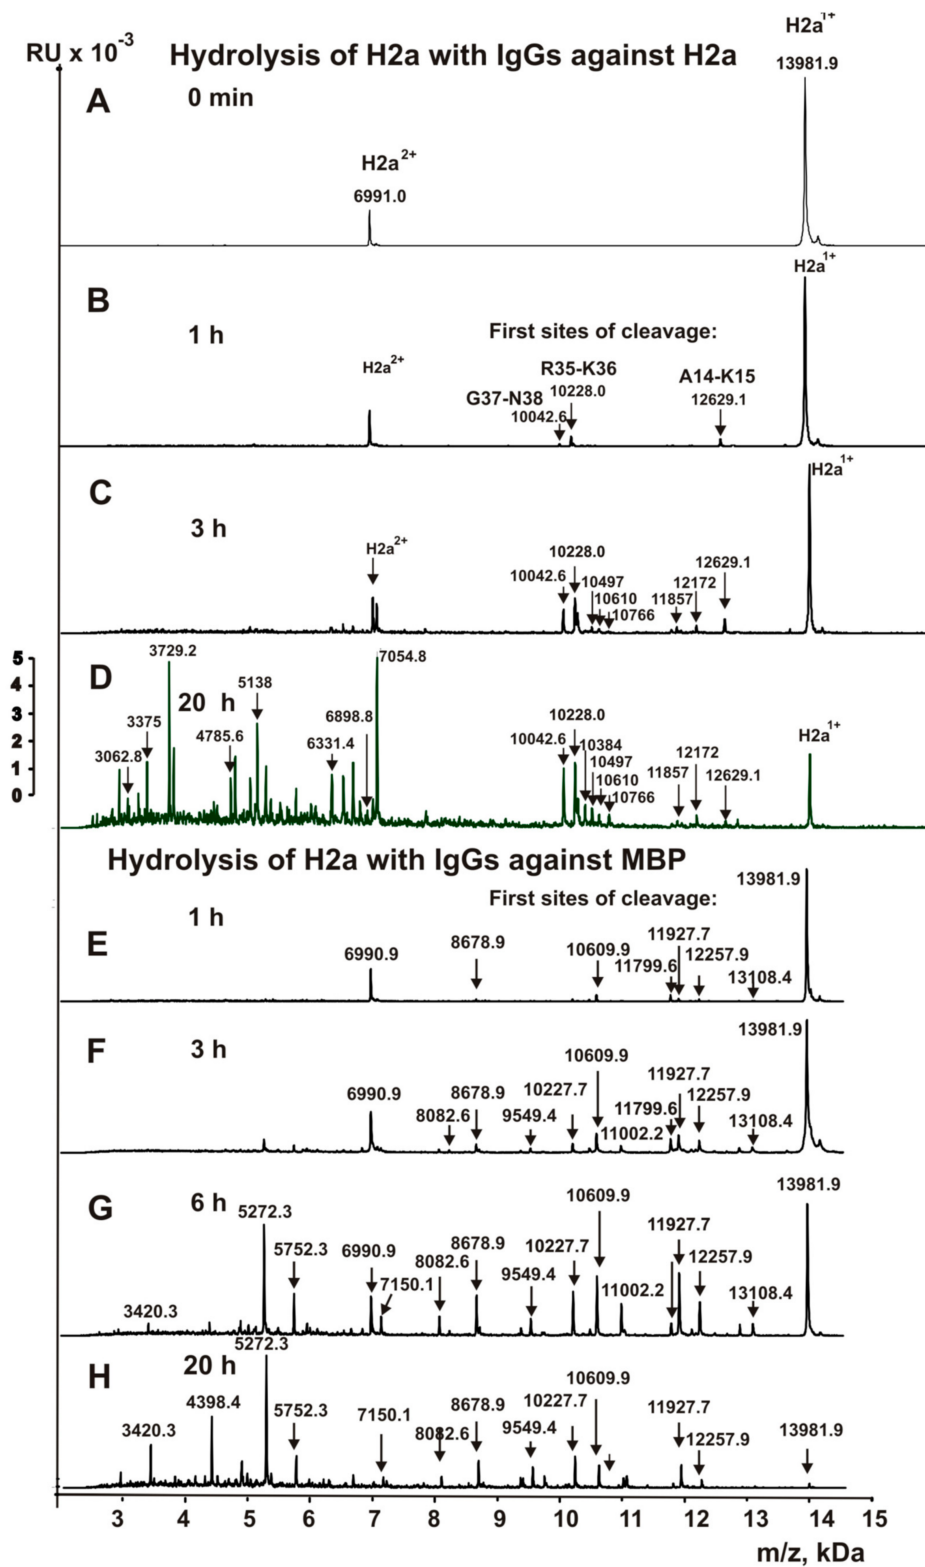 H2a1+
RU x 10-3 Hydrolysis of H2a with IgGs against H2a 13981.9
A 0 min
H2a2+
6991.0
H2a1+
B
1 h First sites of cleavage:
H2a2+ R35-K36 A14-K15
G37-N38 10228.0 12629.1
10042.6
C H2a1+
3 h
H2a2+ 10228.0 12629.1
10042.6 10497 12172
10610 11857
10766
5 3729.2 7054.8
4 D 5138
20 h 6898.8 10228.0
3 3375 H2a1+
2 3062.8 4785.6 6331.4 10042.6 10384 12172
1 10497 11857 12629.1
0 10610
10766
Hydrolysis of H2a with IgGs against MBP 13981.9
First sites of cleavage:
1 h
E 8678.9 11927.7
6990.9 10609.9 12257.9
11799.6
13108.4
F 3 h 13981.9
10609.9
11927.7
6990.9 8678.9 10227.7 12257.9
8082.6 9549.4 11799.6
11002.2 13108.4
G 6 h 10609.9 13981.9
5272.3 11927.7
5752.3 6990.9 8678.9 10227.7
8082.6 12257.9
7150.1 9549.4 11002.2
3420.3 13108.4
5272.3
H 20 h 10609.9
4398.4 8678.9 10227.7 11927.7
5752.3 7150.1 9549.4 13981.9
3420.3 8082.6 12257.9
3 4 5 6 7 8 9 10 11 12 13 14 15
m/z, kDa